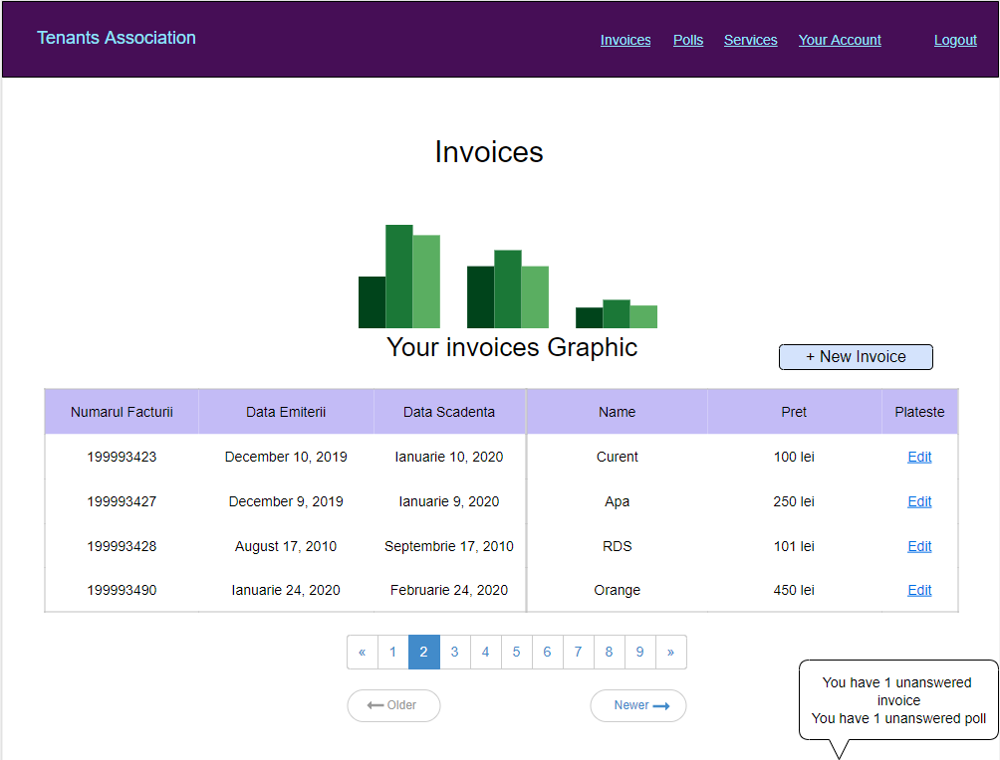 Tenants Association
Invoices Polls Services Your Account Logout
Invoices
Your invoices Graphic
+ New Invoice
Numarul Facturii Data Emiterii Data Scadenta Name Pret Plateste
199993423 December 10, 2019 Ianuarie 10, 2020 Curent 100 lei Edit
199993427 December 9, 2019 Ianuarie 9, 2020 Apa 250 lei Edit
199993428 August 17, 2010 Septembrie 17, 2010 RDS 101 lei Edit
199993490 Ianuarie 24, 2020 Februarie 24, 2020 Orange 450 lei Edit
« 1 2 3 4 5 6 7 8 9 »
Older Newer
You have 1 unanswered
invoice
You have 1 unanswered poll